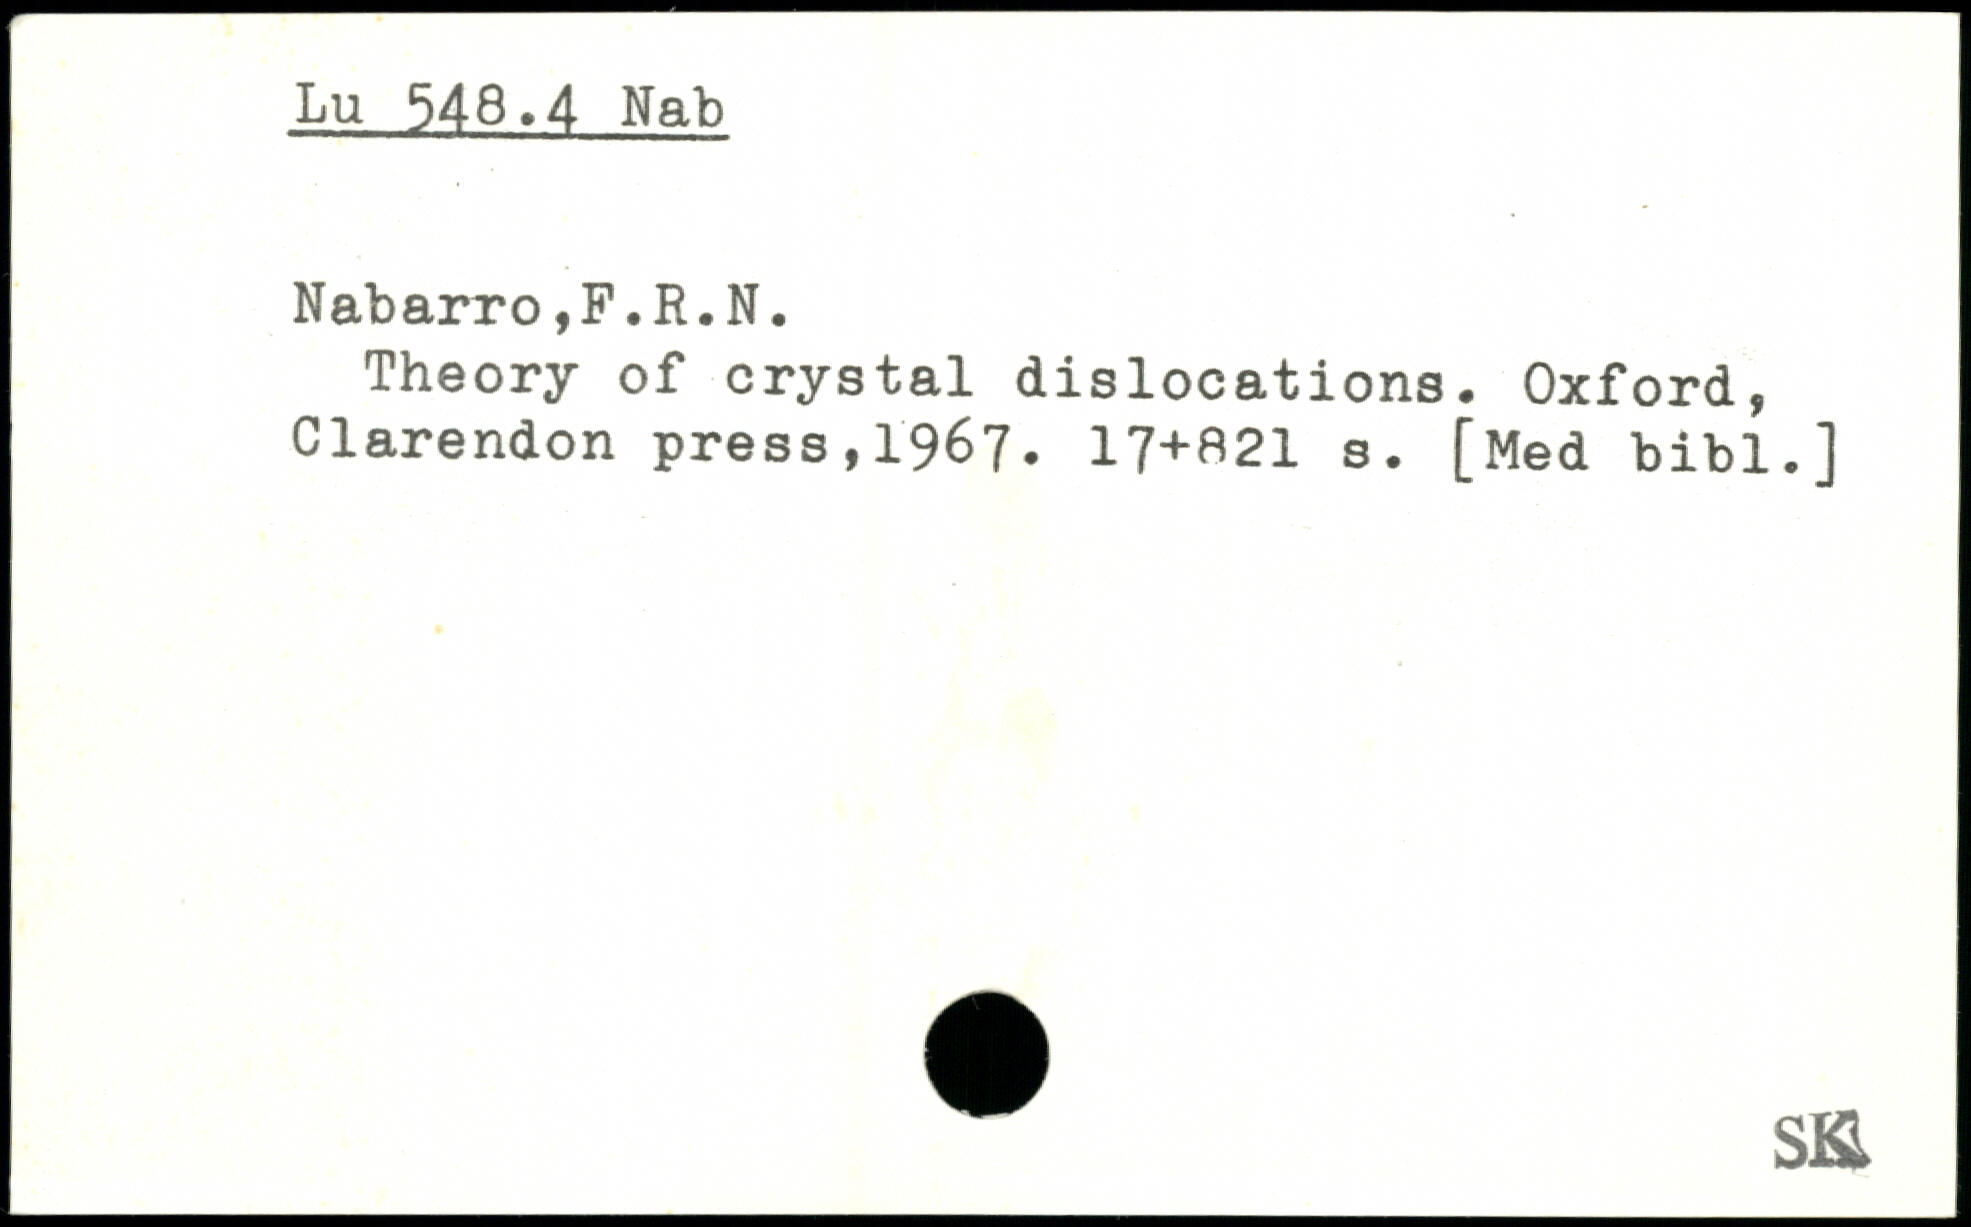 Lu 548.4 Nab
Nabarro,F.R.N.
Theory of crystal dislocations. Oxford,
Clarendon press,1967. 17+821 s. [Med bibl.]
SK